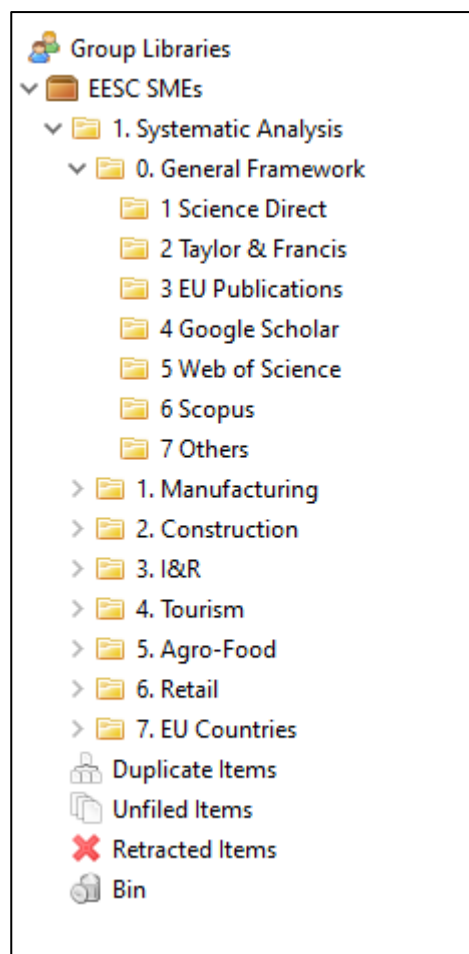 Group Libraries
EESC SMEs
1. Systematic Analysis
0. General Framework
1 Science Direct
2 Taylor & Francis
3 EU Publications
4 Google Scholar
5 Web of Science
6 Scopus
7 Others
1. Manufacturing
2. Construction
3. I&R
4. Tourism
5. Agro-Food
6. Retail
7. EU Countries
Duplicate Items
Unfiled Items
Retracted Items
Bin